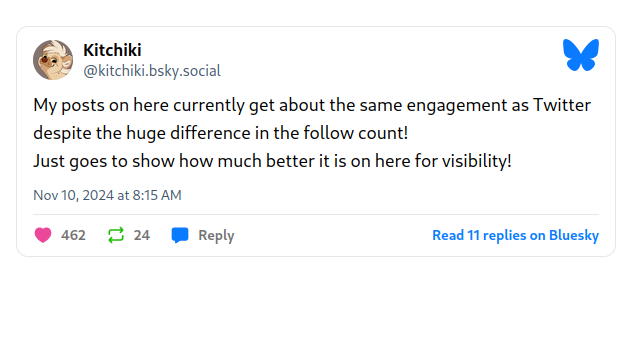 Kitchiki
@kitchiki.bsky.social
My posts on here currently get about the same engagement as Twitter
despite the huge difference in the follow count!
Just goes to show how much better it is on here for visibility!
Nov 10, 2024 at 8:15 AM
462 24 Reply Read 11 replies on Bluesky